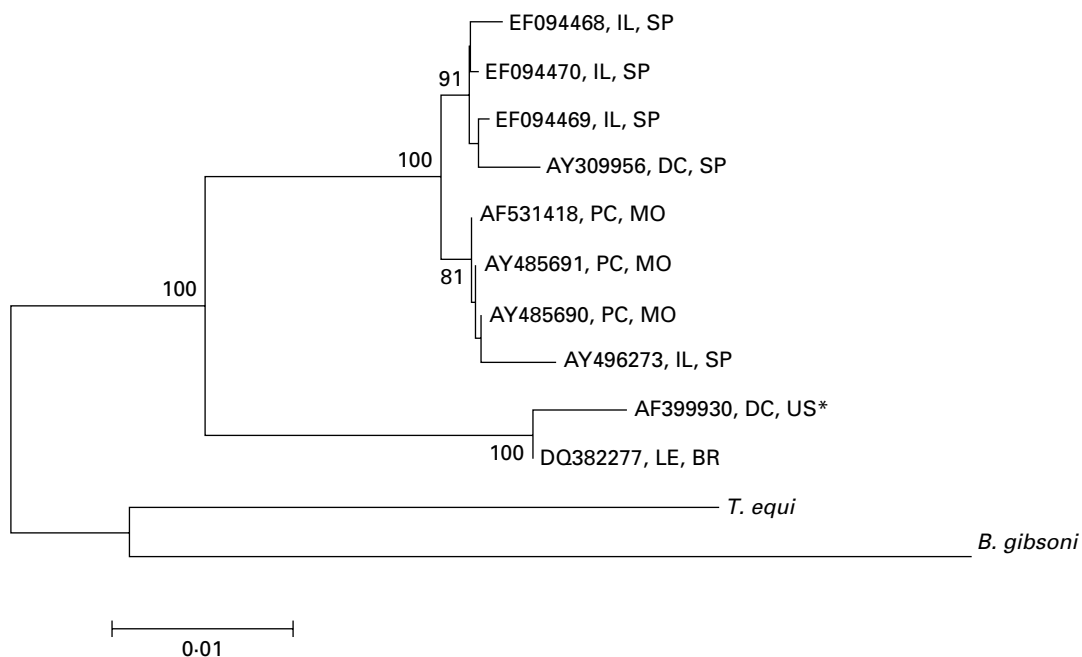 EF094468, IL, SP
EF094470, IL, SP
91
EF094469, IL, SP
100
AY309956, DC, SP
AF531418, PC, MO
AY485691, PC, MO
81
100
AY485690, PC, MO
AY496273, IL, SP
AF399930, DC, US*
100
DQ382277, LE, BR
T. equi
B. gibsoni
0·01